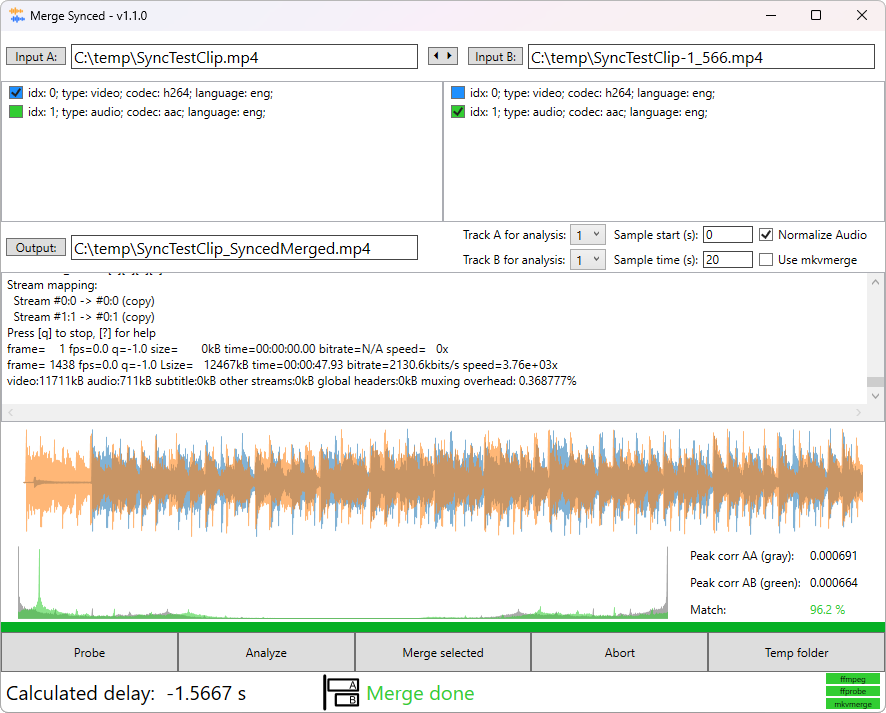 Merge Synced - v1.1.0
Input A: C:\temp\SyncTestClip.mp4 Input B: C:\temp\SyncTestClip-1_566.mp4
idx: 0; type: video; codec: h264; language: eng;
idx: 1; type: audio; codec: aac; language: eng;
idx: 0; type: video; codec: h264; language: eng;
idx: 1; type: audio; codec: aac; language: eng;
Output: C:\temp\SyncTestClip_SyncedMerged.mp4
Track A for analysis: 1 Sample start (s): 0 Normalize Audio
Track B for analysis: 1 Sample time (s): 20 Use mkvmerge
Stream mapping:
Stream #0:0 -> #0:0 (copy)
Stream #1:1 -> #0:1 (copy)
Press [q] to stop, [?] for help
frame= 1 fps=0.0 q=-1.0 size= 0kB time=00:00:00.00 bitrate=N/A speed= 0x
frame= 1438 fps=0.0 q=-1.0 Lsize= 12467kB time=00:00:47.93 bitrate=2130.6kbits/s speed=3.76e+03x
video:11711kB audio:711kB subtitle:0kB other streams:0kB global headers:0kB muxing overhead: 0.368777%
Peak corr AA (gray): 0.000691
Peak corr AB (green): 0.000664
Match: 96.2 %
Probe Analyze Merge selected Abort Temp folder
Calculated delay: -1.5667 s
A
B
Merge done
ffmpeg
ffprobe
mkvmerge